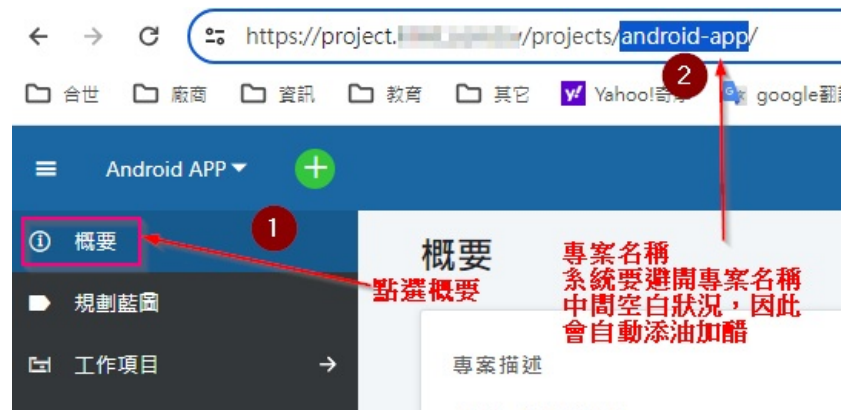 https://project.
/projects/android-app/
合世
廠商
資訊
教育
其它
Yahoo!奇
google翻
2
Android APP
1
概要
概要
點選概要
專案名稱
系統要避開專案名稱
中間空白狀況，因此
會自動添油加醋
規劃藍圖
工作項目
專案描述